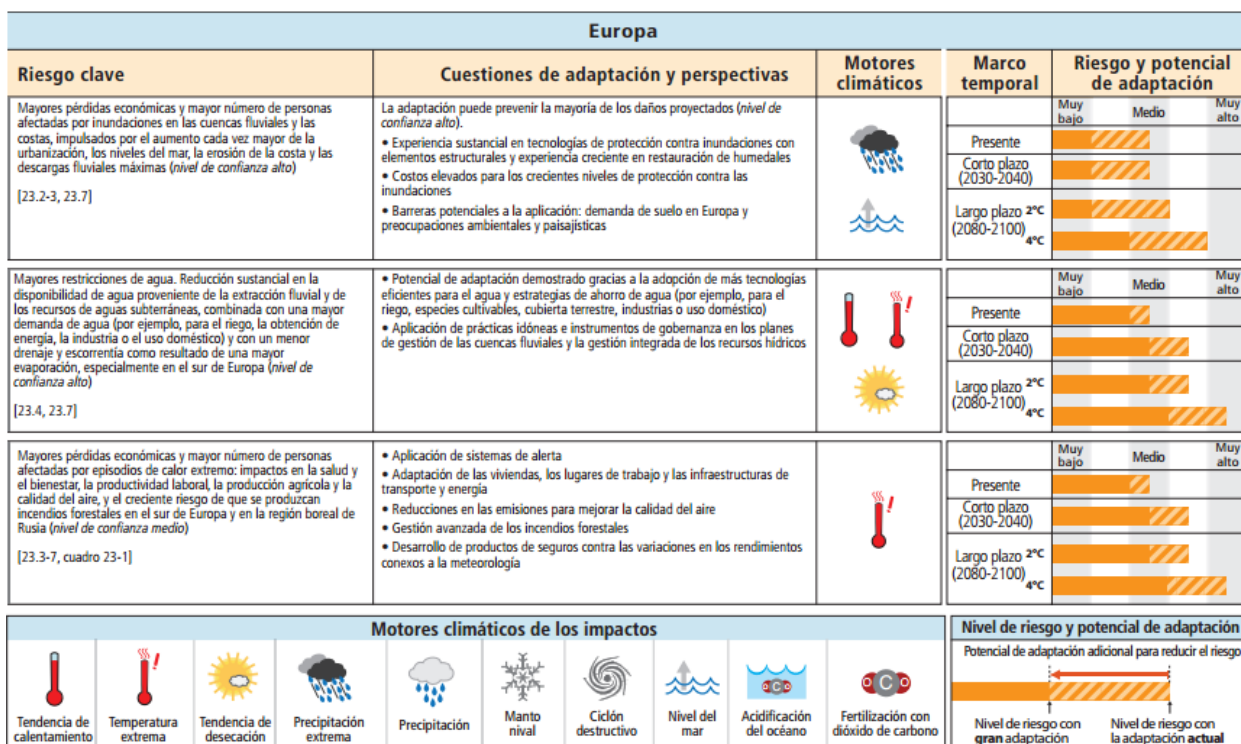 Europa
Riesgo clave
Cuestiones de adaptación y perspectivas
Motores
climáticos
Marco
temporal
Riesgo y potencial
de adaptación
Mayores pérdidas económicas y mayor número de personas
afectadas por inundaciones en las cuencas fluviales y las
costas, impulsados por el aumento cada vez mayor de la
urbanización, los niveles del mar, la erosión de la costa y las
descargas fluviales máximas (nivel de confianza alto)
[23.2-3, 23.7]
La adaptación puede prevenir la mayoría de los daños proyectados (nivel de
confianza alto).
• Experiencia sustancial en tecnologías de protección contra inundaciones con
elementos estructurales y experiencia creciente en restauración de humedales
• Costos elevados para los crecientes niveles de protección contra las
inundaciones
• Barreras potenciales a la aplicación: demanda de suelo en Europa y
preocupaciones ambientales y paisajísticas
Muy
bajo
Medio
Muy
alto
Presente
Corto plazo
(2030-2040)
Largo plazo 2°C
(2080-2100)
4°C
Mayores restricciones de agua. Reducción sustancial en la
disponibilidad de agua proveniente de la extracción fluvial y de
los recursos de aguas subterráneas, combinada con una mayor
demanda de agua (por ejemplo, para el riego, la obtención de
energía, la industria o el uso doméstico) y con un menor
drenaje y escorrentía como resultado de una mayor
evaporación, especialmente en el sur de Europa (nivel de
confianza alto)
[23.4, 23.7]
• Potencial de adaptación demostrado gracias a la adopción de más tecnologías
eficientes para el agua y estrategias de ahorro de agua (por ejemplo, para el
riego, especies cultivables, cubierta terrestre, industrias o uso doméstico)
• Aplicación de prácticas idóneas e instrumentos de gobernanza en los planes
de gestión de las cuencas fluviales y la gestión integrada de los recursos hídricos
Muy
bajo
Medio
Muy
alto
Presente
Corto plazo
(2030-2040)
Largo plazo 2°C
(2080-2100)
4°C
Mayores pérdidas económicas y mayor número de personas
afectadas por episodios de calor extremo: impactos en la salud y
el bienestar, la productividad laboral, la producción agrícola y la
calidad del aire, y el creciente riesgo de que se produzcan
incendios forestales en el sur de Europa y en la región boreal de
Rusia (nivel de confianza medio)
[23.3-7, cuadro 23-1]
• Aplicación de sistemas de alerta
• Adaptación de las viviendas, los lugares de trabajo y las infraestructuras de
transporte y energía
• Reducciones en las emisiones para mejorar la calidad del aire
• Gestión avanzada de los incendios forestales
• Desarrollo de productos de seguros contra las variaciones en los rendimientos
conexos a la meteorología
Muy
bajo
Medio
Muy
alto
Presente
Corto plazo
(2030-2040)
Largo plazo 2°C
(2080-2100)
4°C
Motores climáticos de los impactos
Tendencia de
calentamiento
Temperatura
extrema
Tendencia de
desecación
Precipitación
extrema
Precipitación
Manto
nival
Ciclón
destructivo
Nivel del
mar
O C O
Acidificación
del océano
O C O
Fertilización con
dióxido de carbono
Nivel de riesgo y potencial de adaptación
Potencial de adaptación adicional para reducir el riesgo
Nivel de riesgo con
gran adaptación
Nivel de riesgo con
la adaptación actual